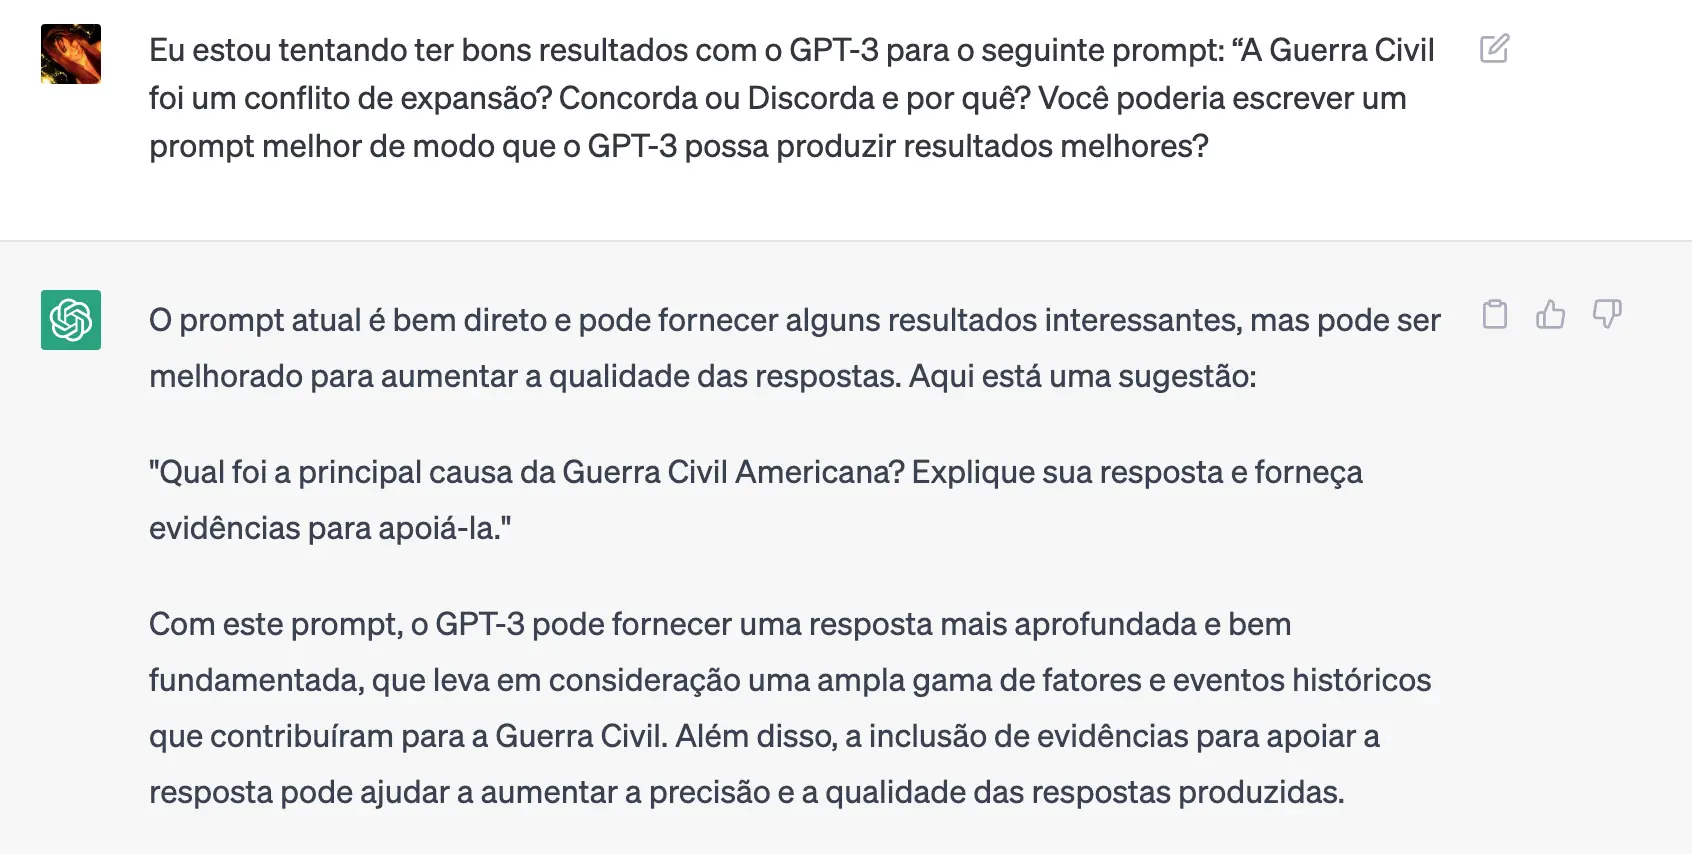 Eu estou tentando ter bons resultados com o GPT-3 para o seguinte prompt: “A Guerra Civil
foi um conflito de expansão? Concorda ou Discorda e por quê? Você poderia escrever um
prompt melhor de modo que o GPT-3 possa produzir resultados melhores?
O prompt atual é bem direto e pode fornecer alguns resultados interessantes, mas pode ser
melhorado para aumentar a qualidade das respostas. Aqui está uma sugestão:
"Qual foi a principal causa da Guerra Civil Americana? Explique sua resposta e forneça
evidências para apoiá-la."
Com este prompt, o GPT-3 pode fornecer uma resposta mais aprofundada e bem
fundamentada, que leva em consideração uma ampla gama de fatores e eventos históricos
que contribuíram para a Guerra Civil. Além disso, a inclusão de evidências para apoiar a
resposta pode ajudar a aumentar a precisão e a qualidade das respostas produzidas.